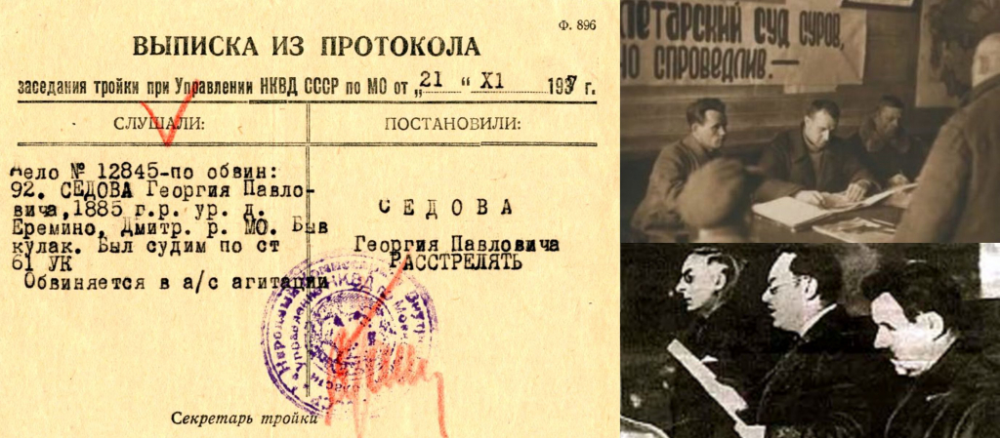 Ф. 896
ВЫПИСКА ИЗ ПРОТОКОЛА
заседания тройки при Управлении НКВД СССР по МО от „21 “ XI 1937 г.
СЛУШАЛИ:
ПОСТАНОВИЛИ:
Дело № 12845-по обвин:
92. СЕДОВА Георгия Павло-
вича,1885 г.р. ур. д.
Еремино, Дмитр. р. МО. Быв
кулак. Был судим по ст
61 УК
Обвиняется в а/с агитации
СЕДОВА
Георгия Павловича
РАССТРЕЛЯТЬ
Секретарь тройки
ЛЕТАРСКИЙ СУД СУРОВ,
НО СПРАВЕДЛИВ.—